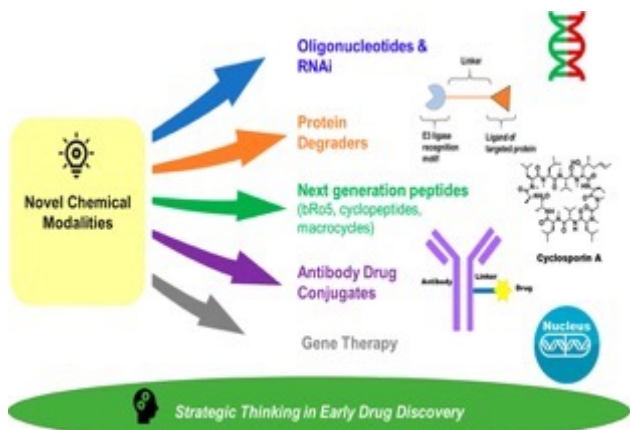 Oligonucleotides &
RNAi
Linker
Protein
Degraders
E3 ligase
recognition
motif
Ligand of
targeted protein
Novel Chemical
Modalities
Next generation peptides
(bRo5, cyclopeptides,
macrocycles)
Cyclosporin A
Antibody Drug
Conjugates
Antibody
Linker
Drug
Gene Therapy
Nucleus
Strategic Thinking in Early Drug Discovery